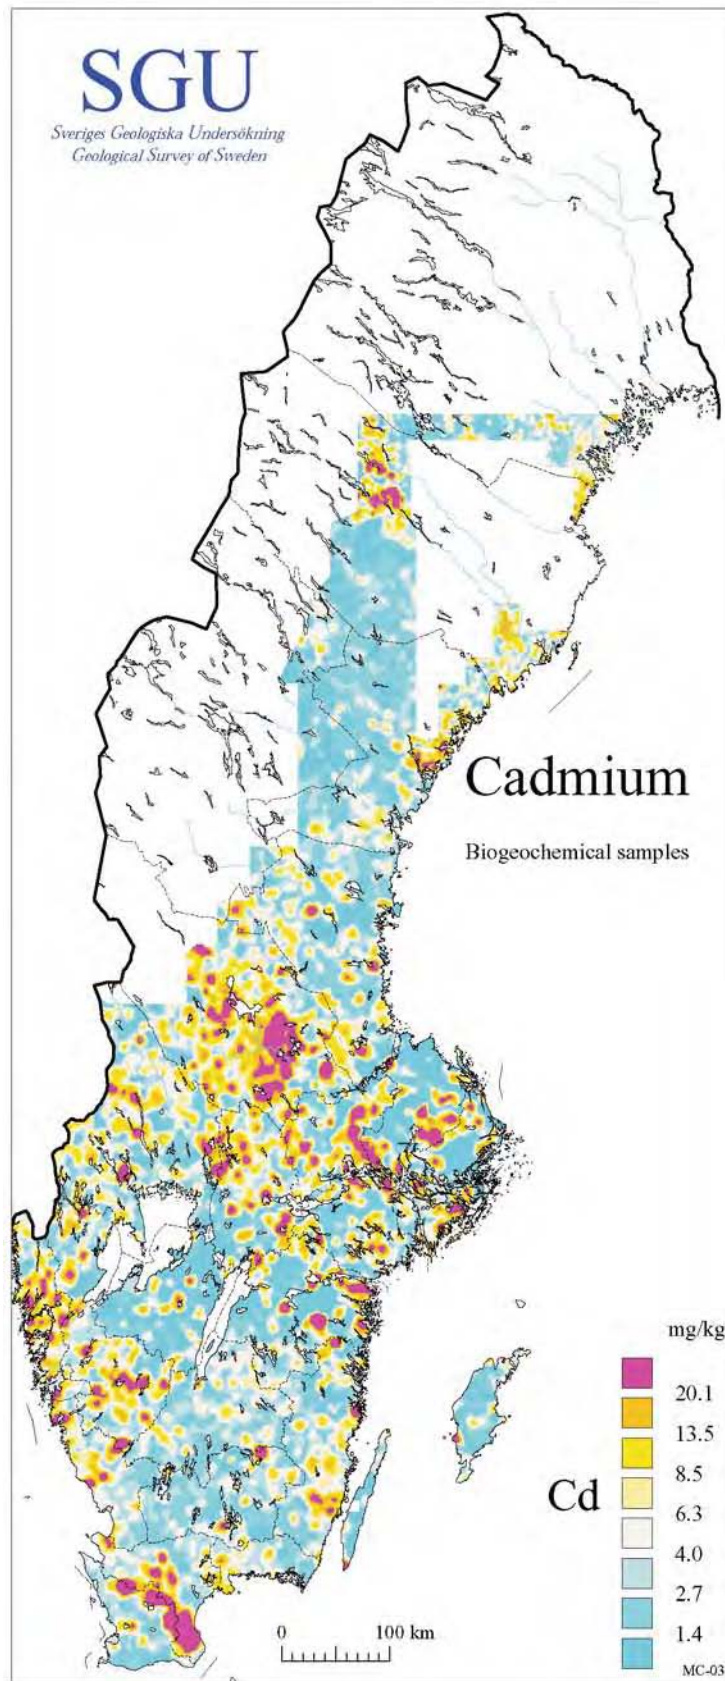 SGU
Sveriges Geologiska Undersökning
Geological Survey of Sweden
Cadmium
Biogeochemical samples
mg/kg
20.1
13.5
8.5
6.3
4.0
2.7
1.4
Cd
0 100 km
MC-03